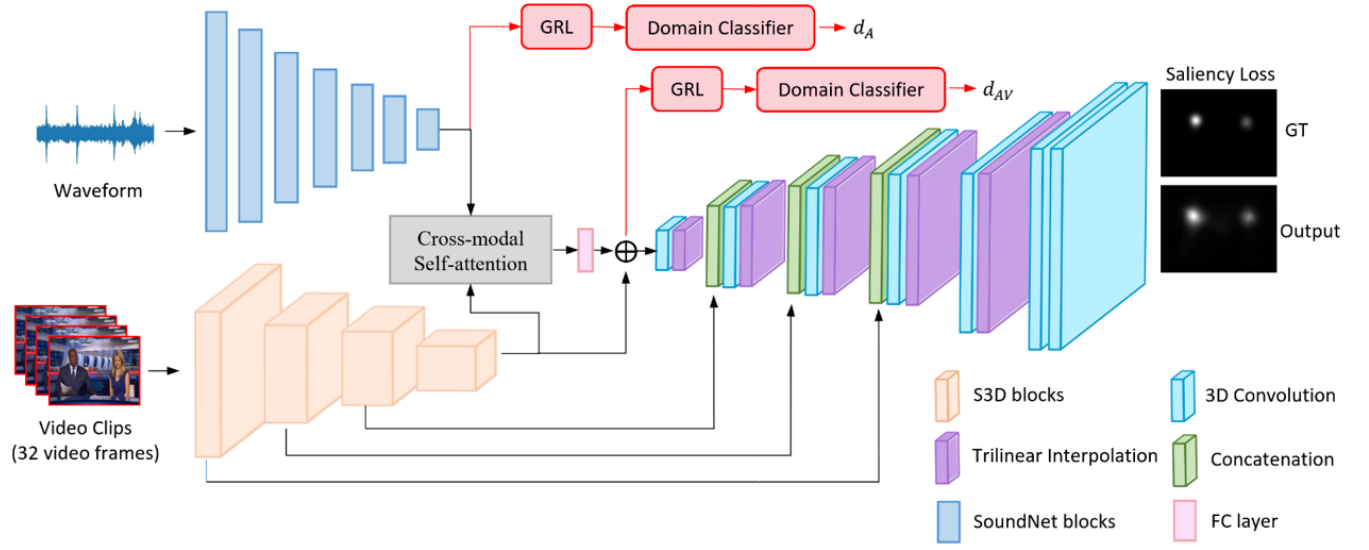 GRL
Domain Classifier
d_A
GRL
Domain Classifier
d_AV
Saliency Loss
GT
Output
Waveform
Cross-modal
Self-attention
Video Clips
(32 video frames)
S3D blocks
3D Convolution
Trilinear Interpolation
Concatenation
SoundNet blocks
FC layer